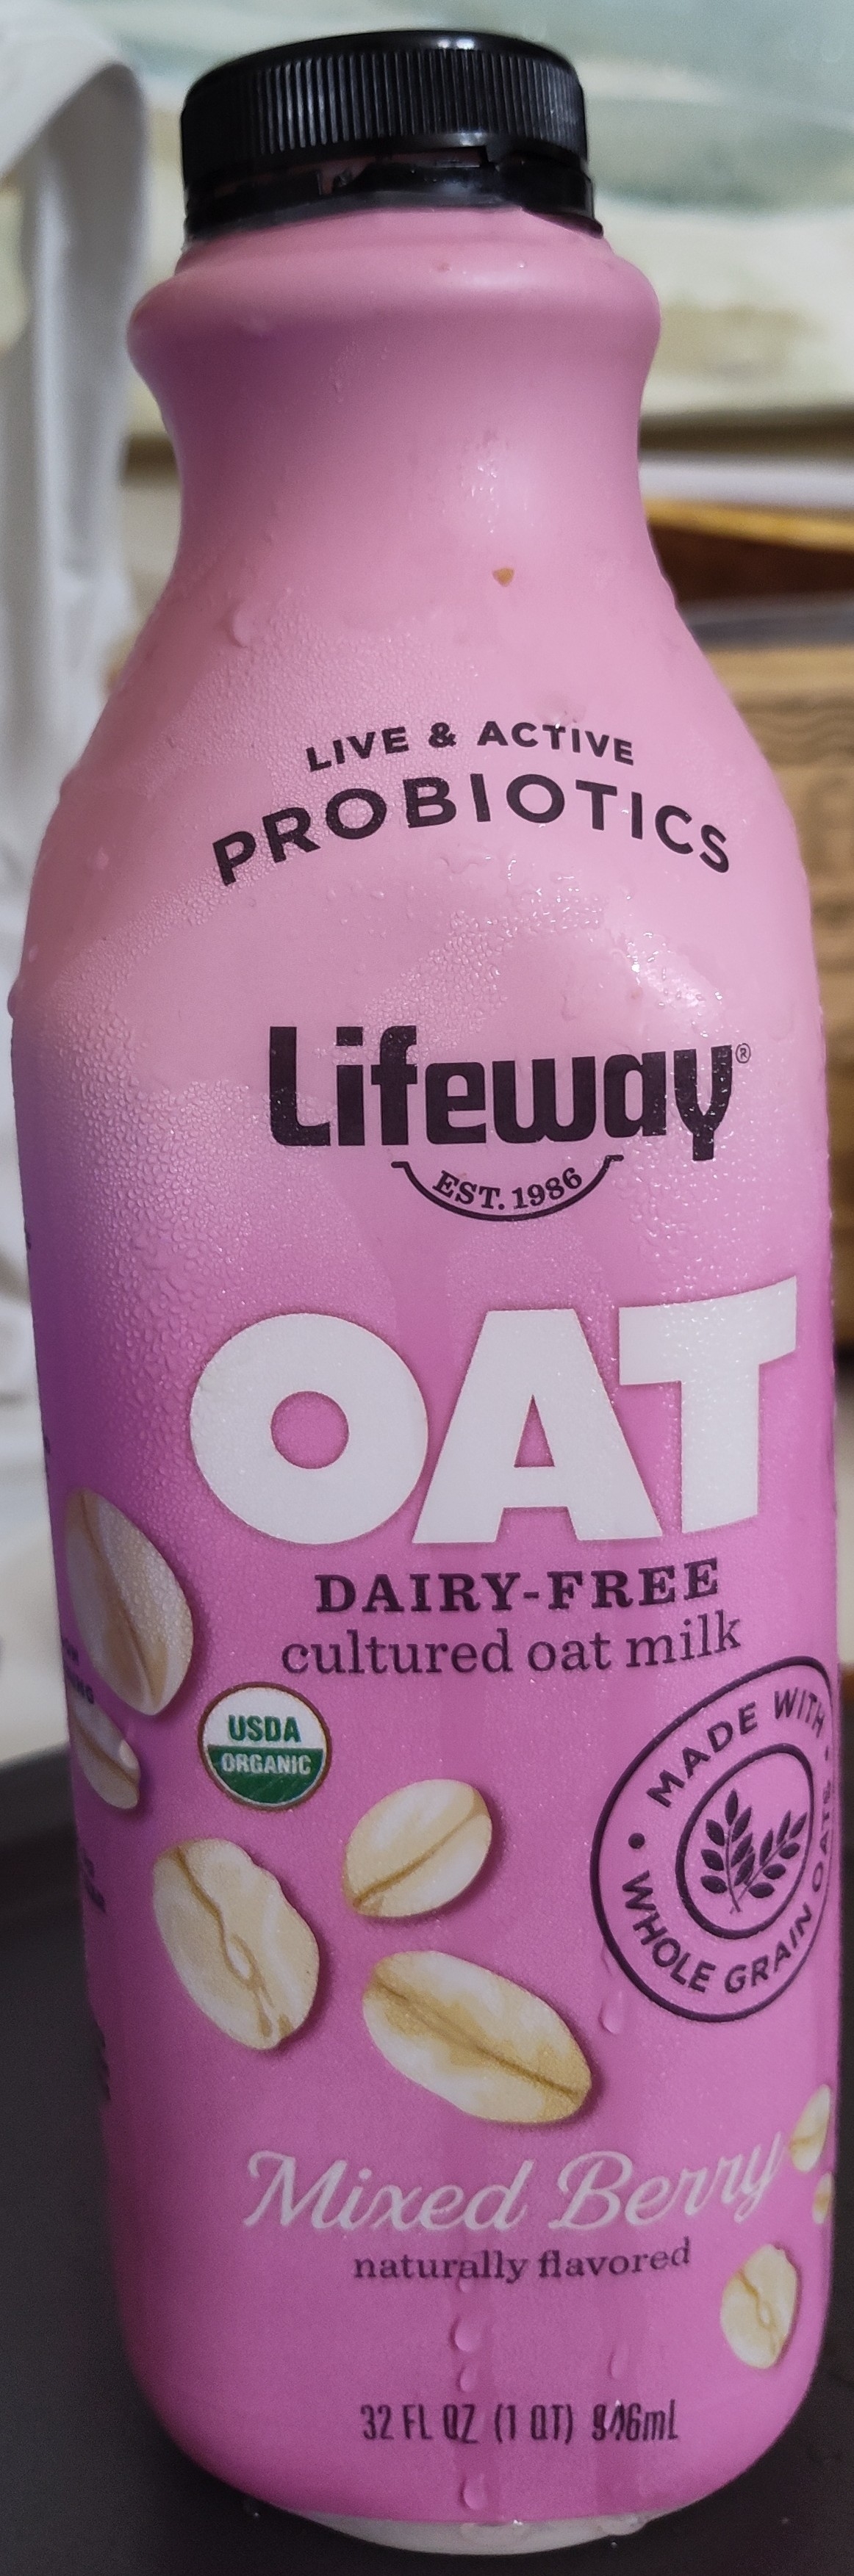 LIVE & ACTIVE
PROBIOTICS
Lifeway®
EST. 1986
OAT
DAIRY-FREE
cultured oat milk
USDA
ORGANIC
MADE WITH
• WHOLE GRAIN OATS •
Mixed Berry
naturally flavored
32 FL OZ (1 QT) 946mL